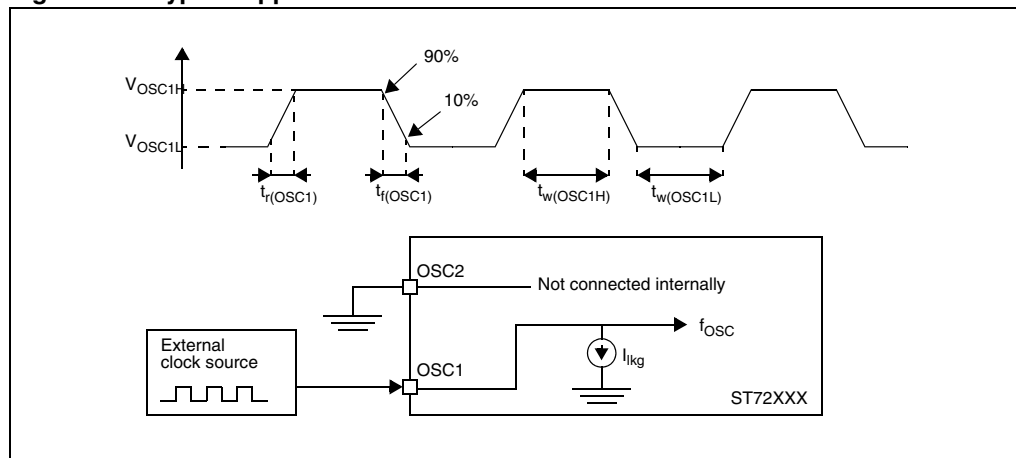 90%
VOSC1H
10%
VOSC1L
tr(OSC1)
tf(OSC1)
tw(OSC1H)
tw(OSC1L)
OSC2
Not connected internally
fOSC
External
clock source
Ilkg
OSC1
ST72XXX